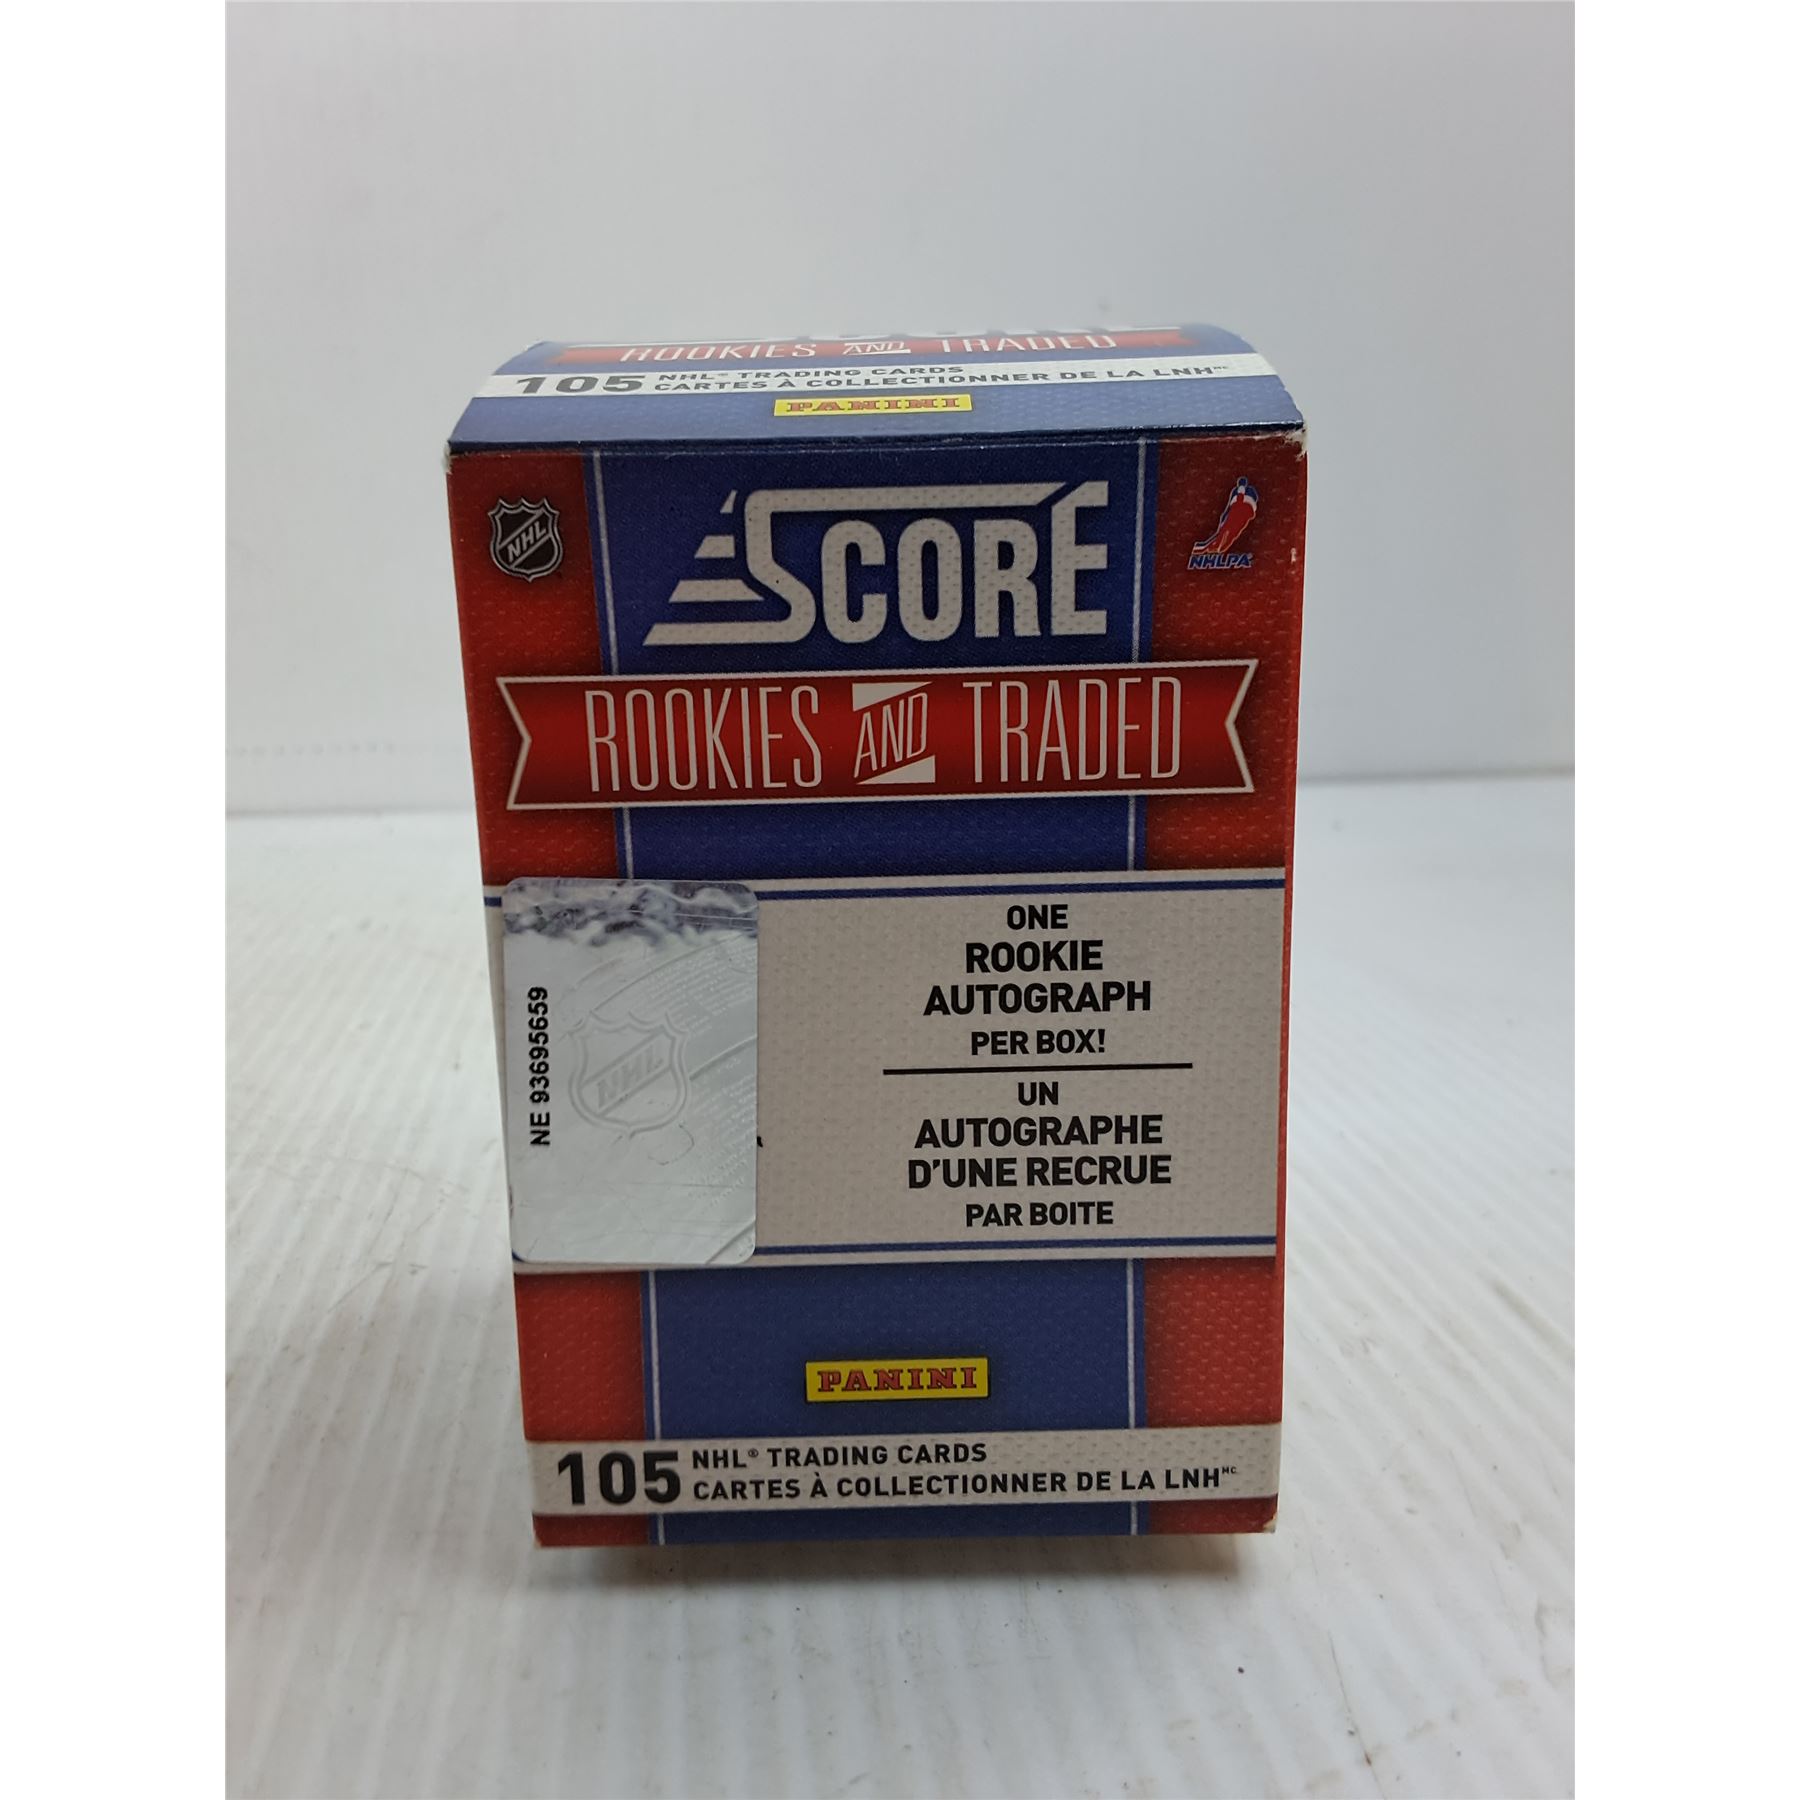 ROOKIES AND TRADED
105 NHL® TRADING CARDS
CARTES À COLLECTIONNER DE LA LNHMC
PANINI
NHL
SCORE
NHLPA
ROOKIES AND TRADED
ONE
ROOKIE
AUTOGRAPH
PER BOX!
UN
AUTOGRAPHE
D'UNE RECRUE
PAR BOITE
NE 93695659
NHL
PANINI
105 NHL® TRADING CARDS
CARTES À COLLECTIONNER DE LA LNHMC